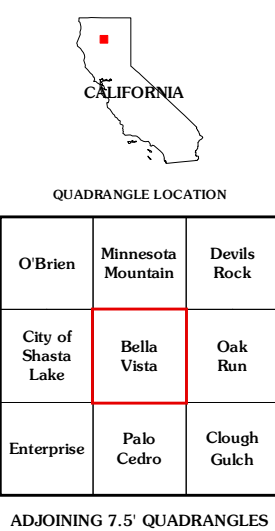 CALIFORNIA
QUADRANGLE LOCATION
O'Brien
Minnesota
Mountain
Devils
Rock
City of
Shasta
Lake
Bella
Vista
Oak
Run
Enterprise
Palo
Cedro
Clough
Gulch
ADJOINING 7.5' QUADRANGLES